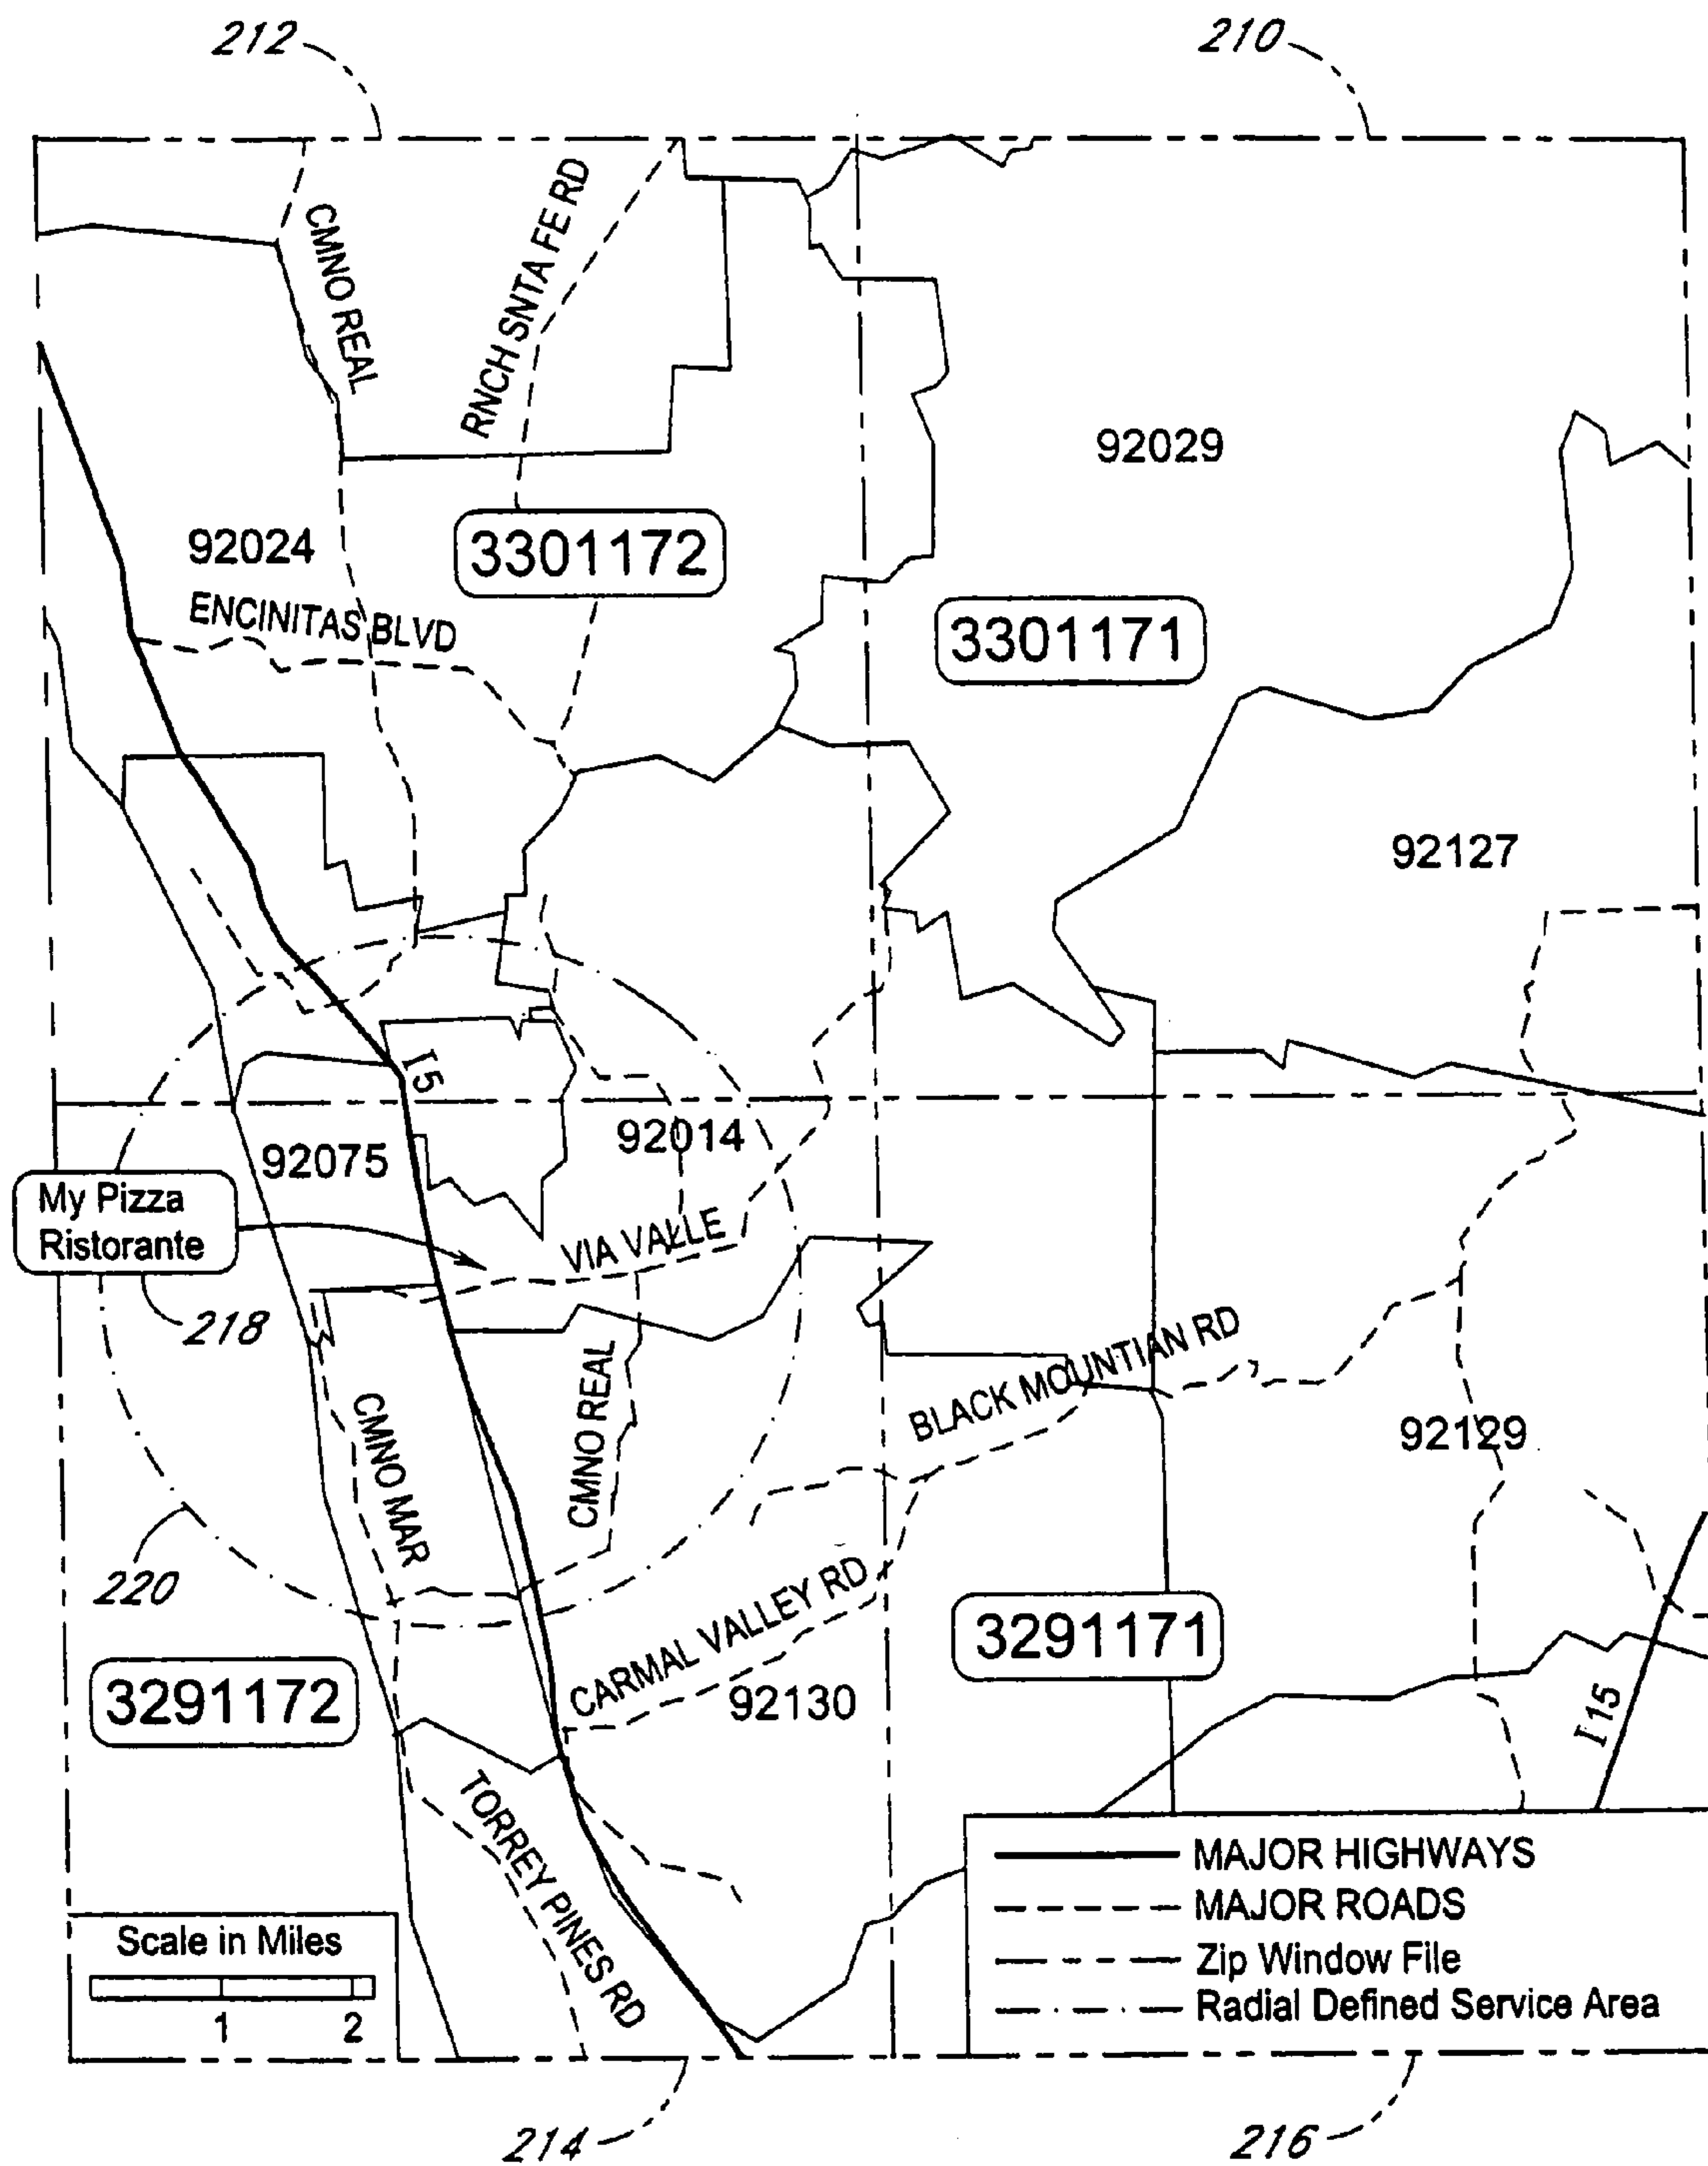 212
210
CMNO REAL
RNCH SNTA FE RD
92029
92024
3301172
ENCINITAS BLVD
3301171
92127
I5
92014
92075
My Pizza
Ristorante
VIA VALLE
218
CMNO REAL
BLACK MOUNTIAN RD
CMNO MAR
92129
220
CARMAL VALLEY RD
3291171
3291172
92130
I15
TORREY PINES RD
MAJOR HIGHWAYS
MAJOR ROADS
Zip Window File
Radial Defined Service Area
Scale in Miles
1 2
214
216